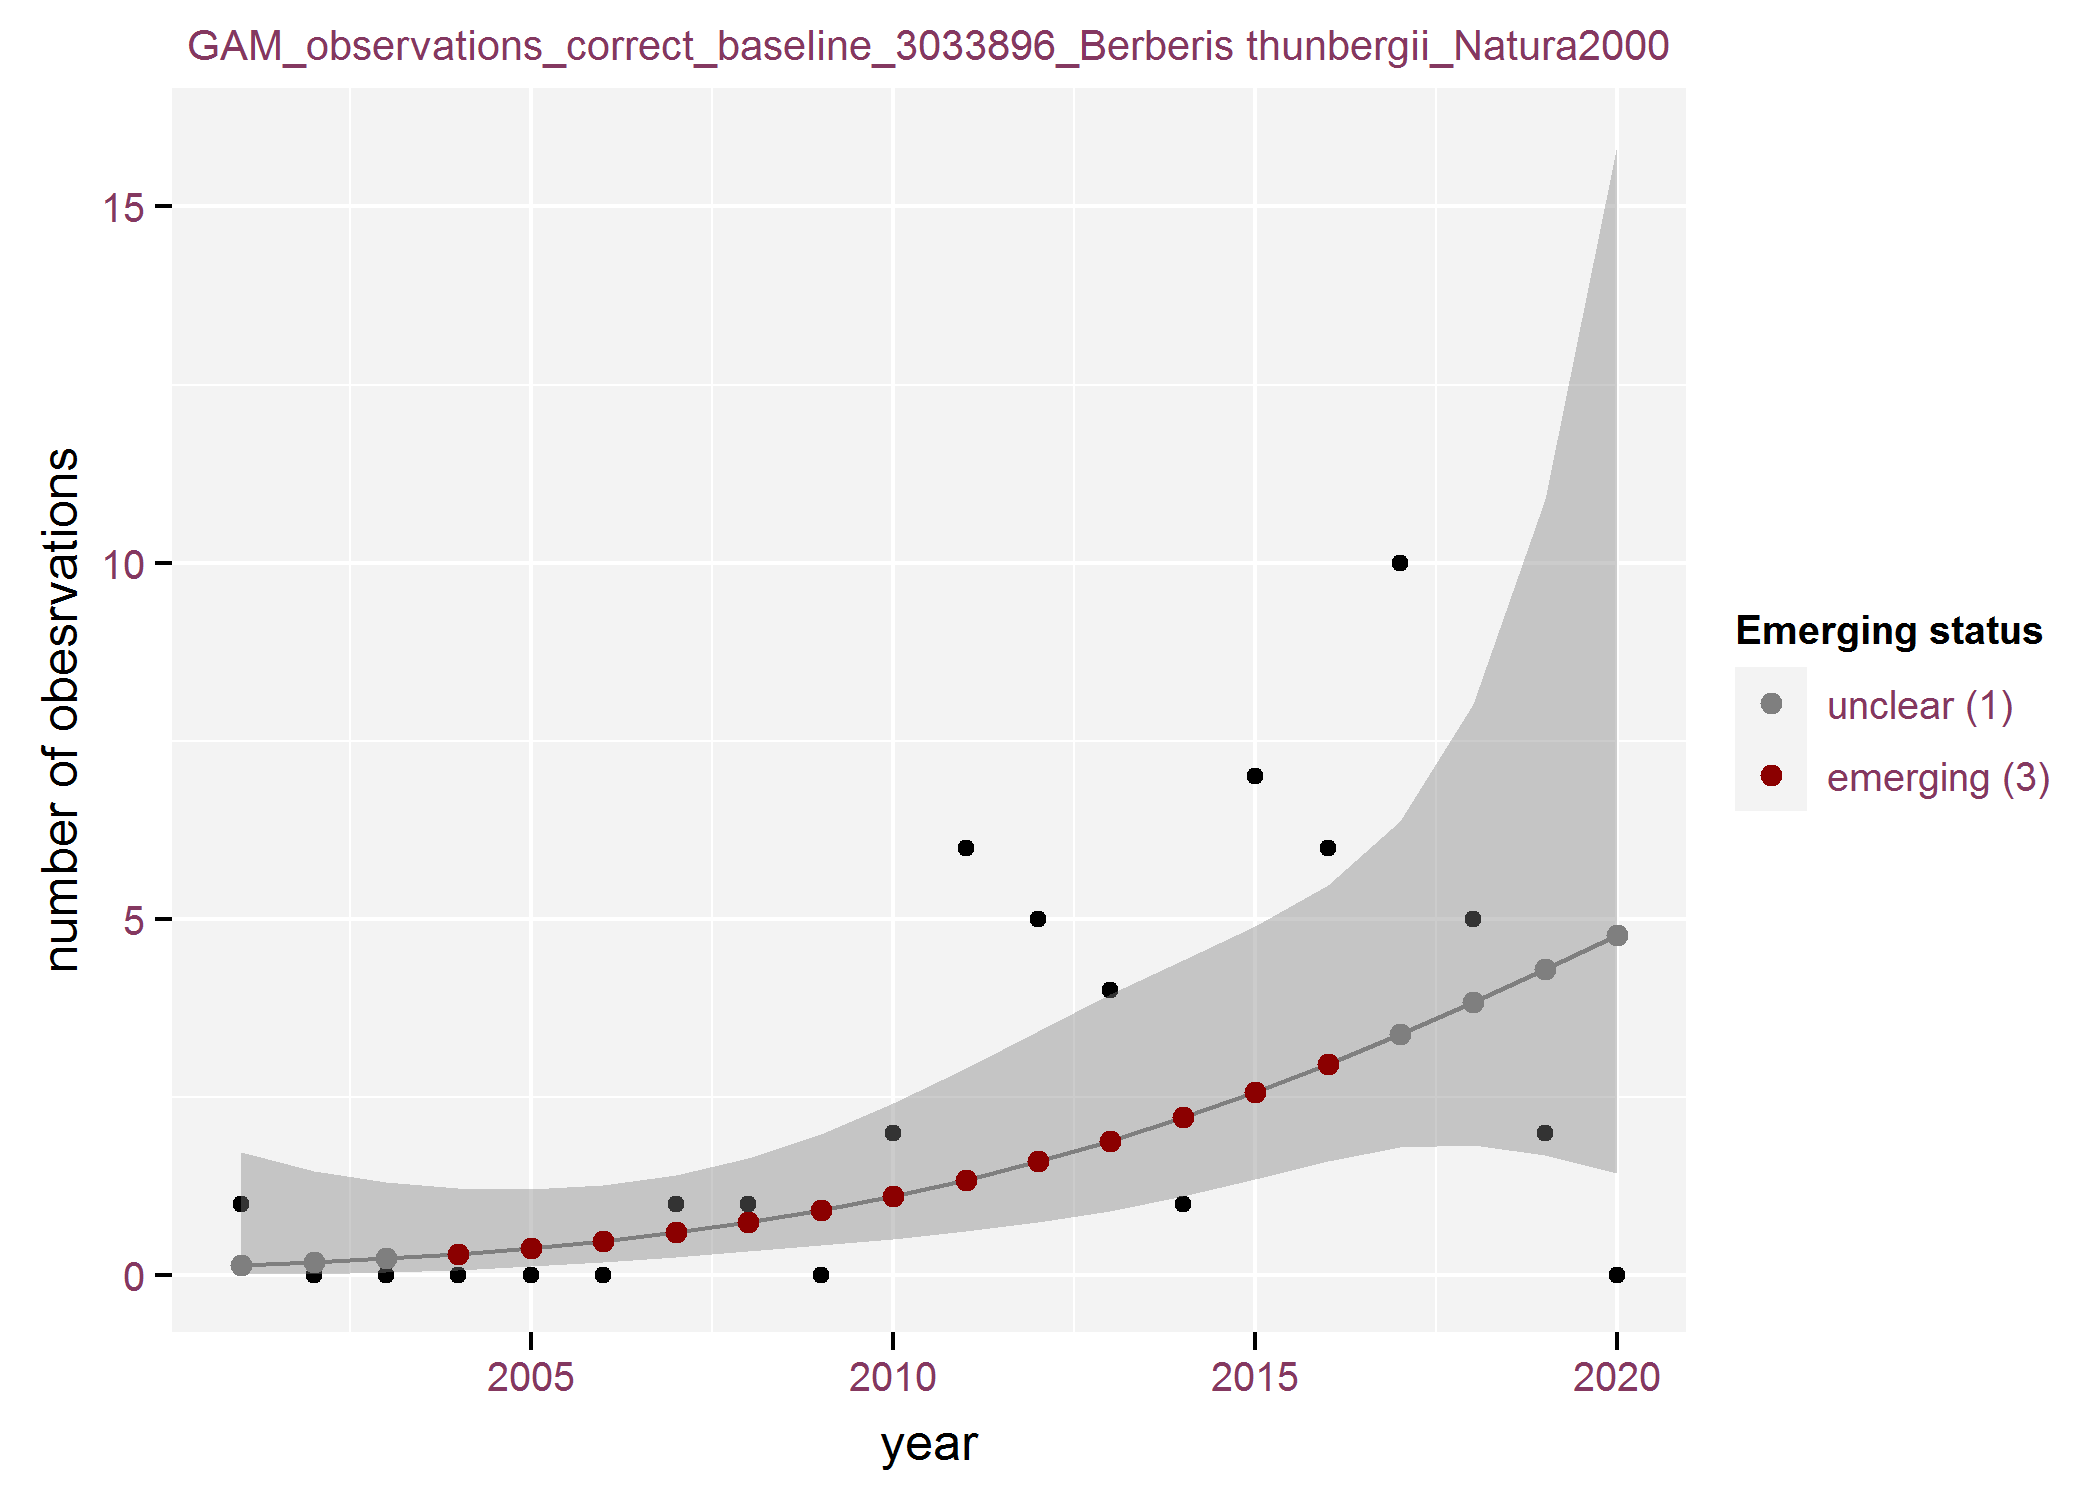 GAM_observations_correct_baseline_3033896_Berberis thunbergii_Natura2000
number of obesrvations
15
10
5
0
2005 2010 2015 2020
year
Emerging status
unclear (1)
emerging (3)